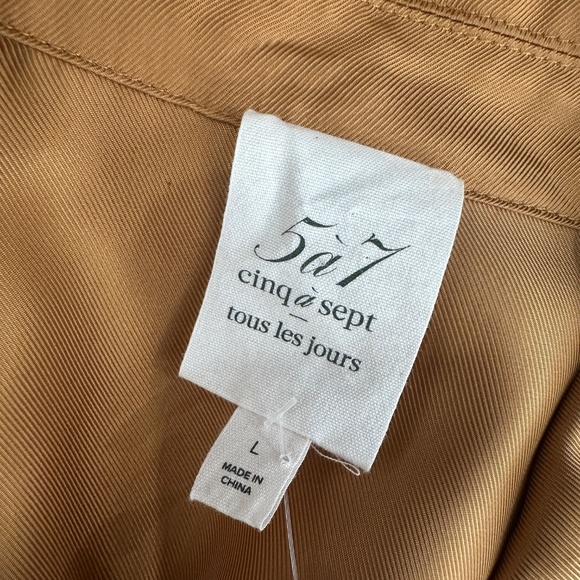 5à7
cinq à sept
tous les jours
L
MADE IN
CHINA